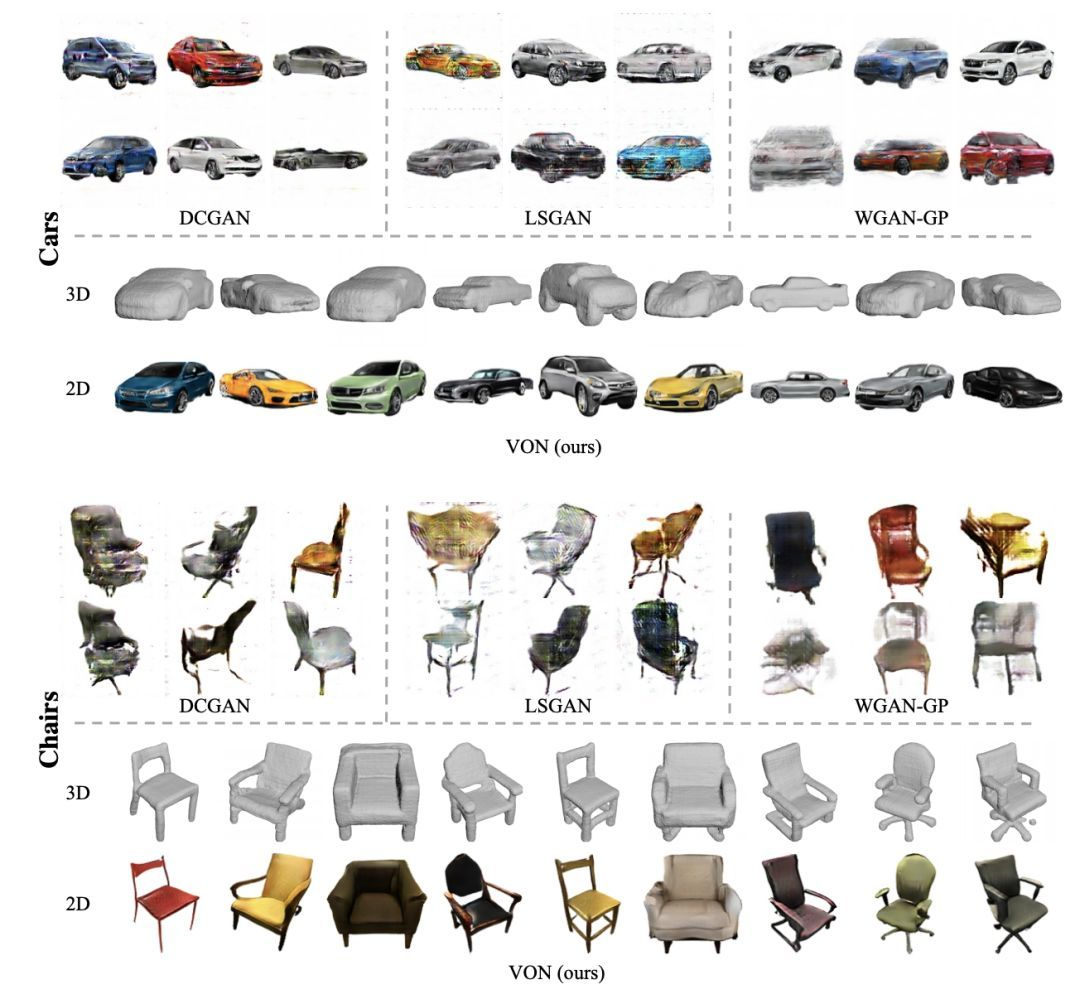 Cars
DCGAN
LSGAN
WGAN-GP
3D
2D
VON (ours)
Chairs
DCGAN
LSGAN
WGAN-GP
3D
2D
VON (ours)